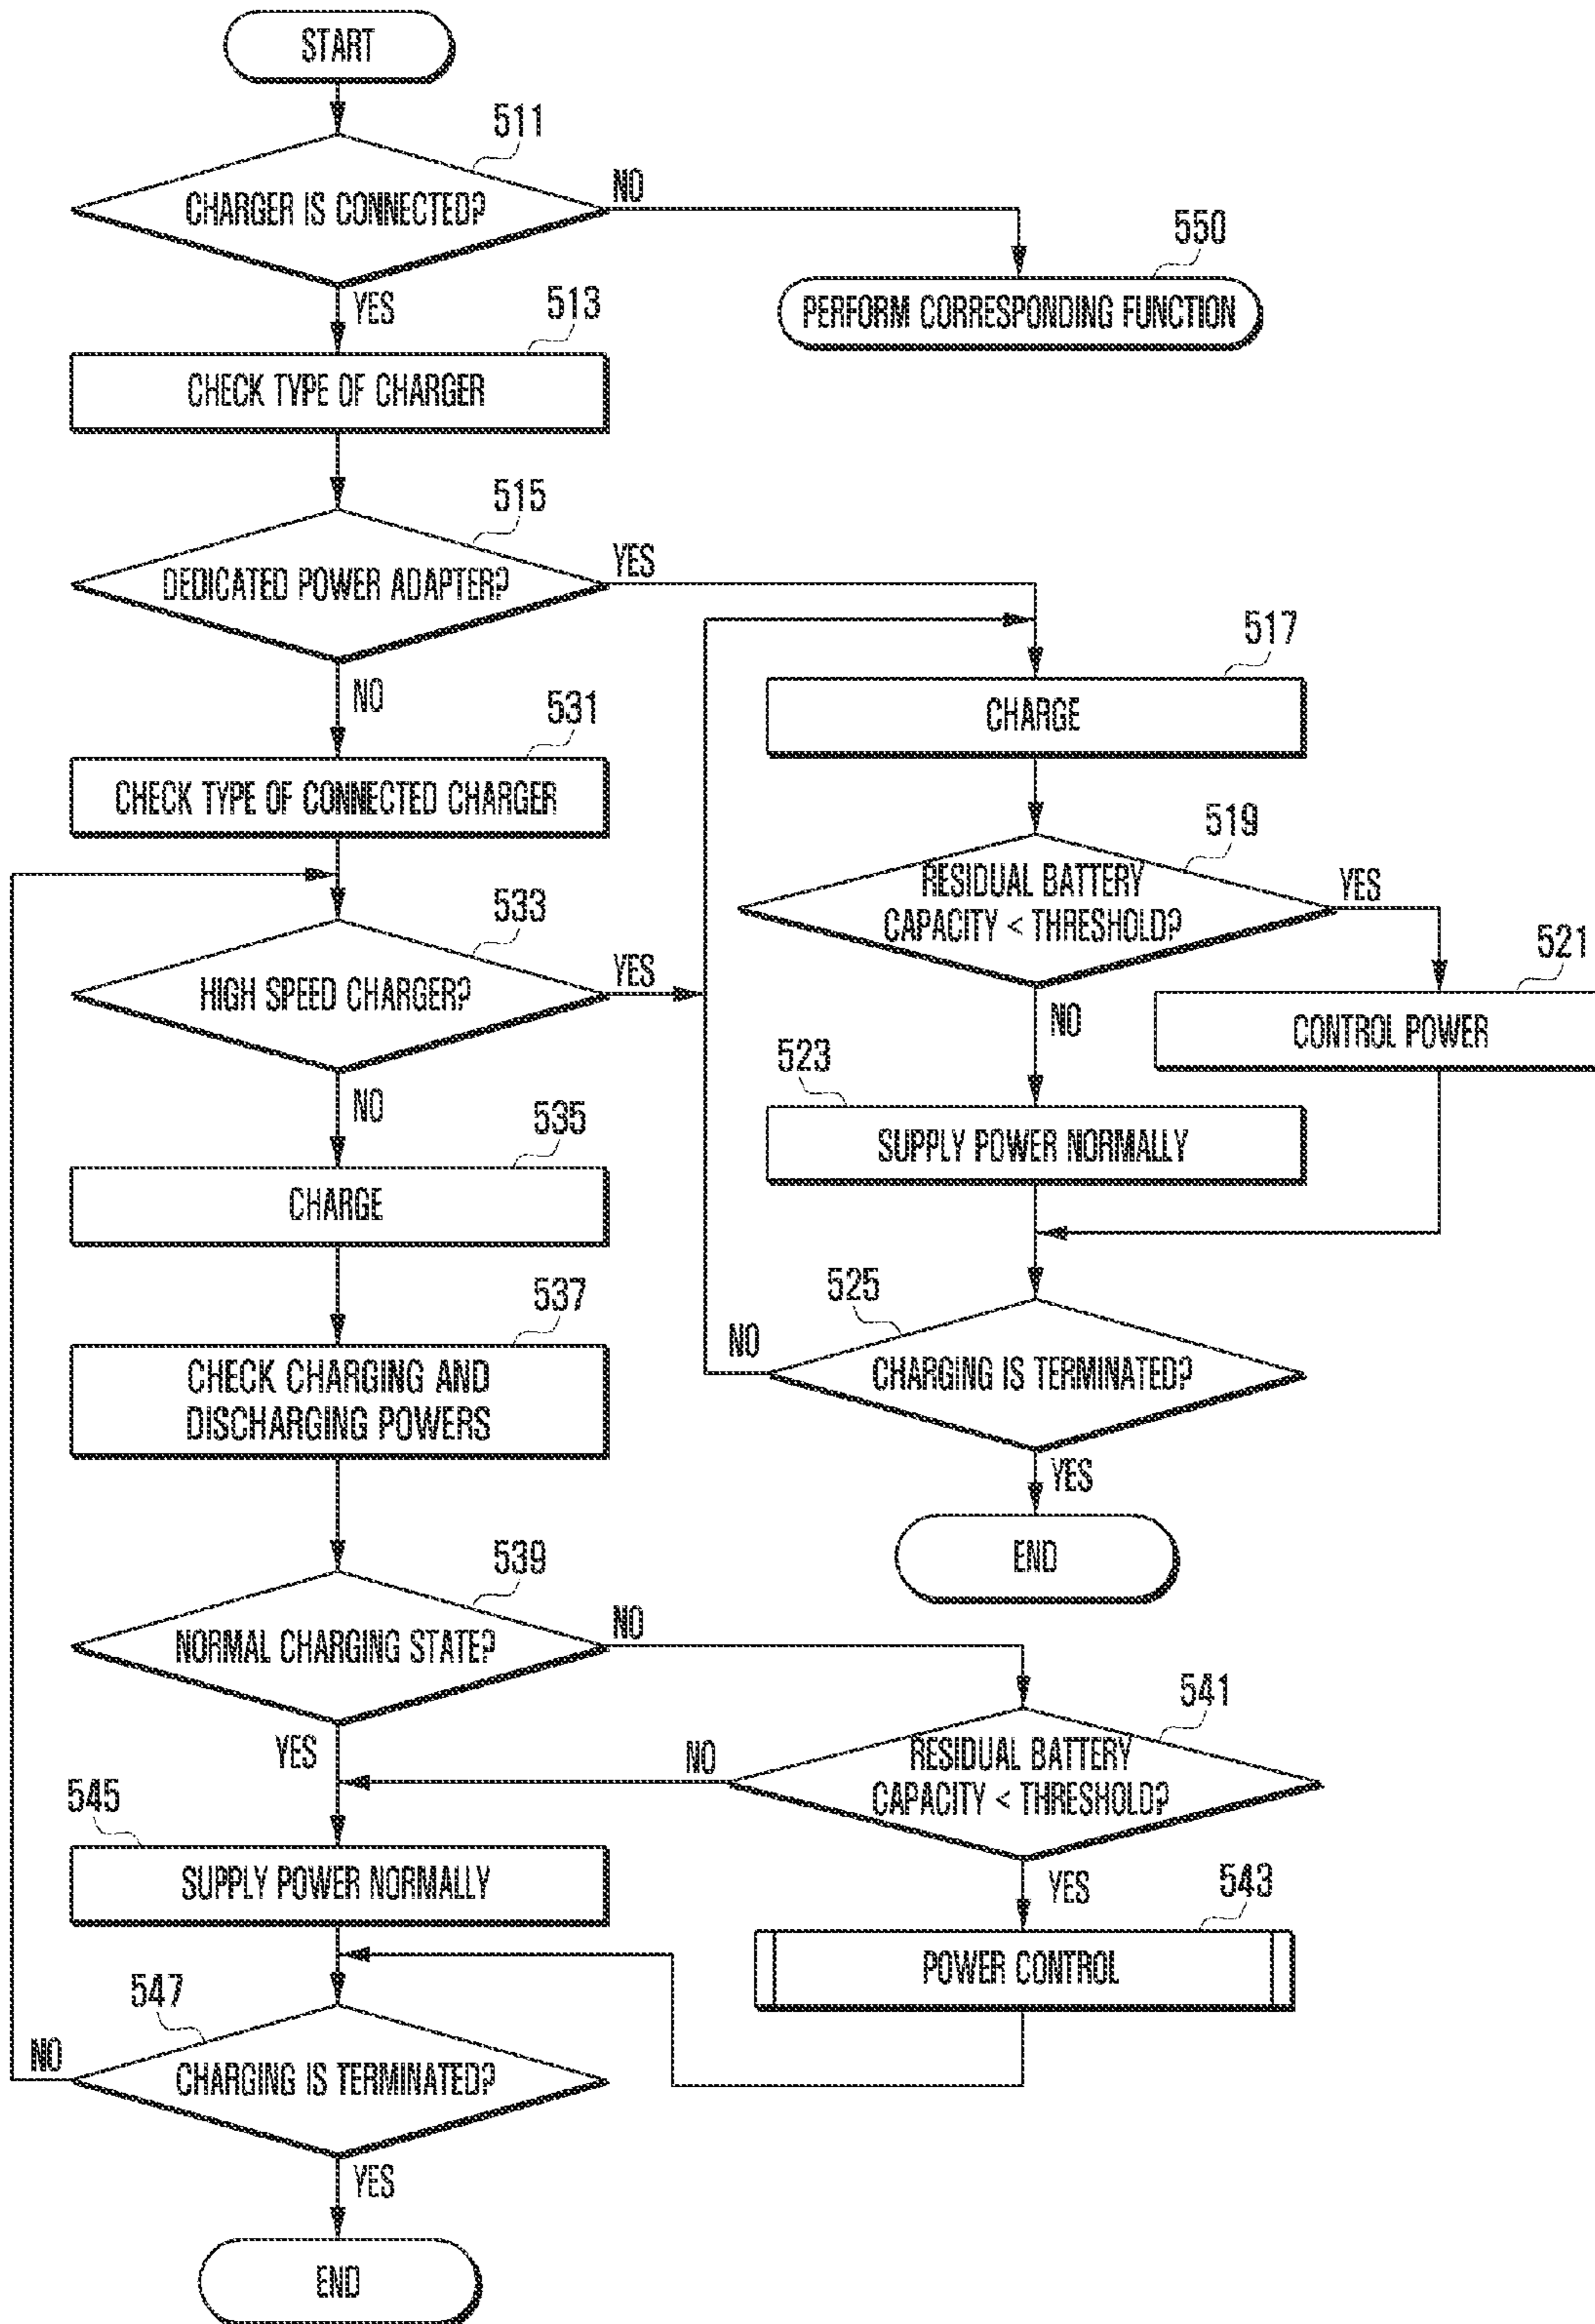 START
511
CHARGER IS CONNECTED?
NO
550
PERFORM CORRESPONDING FUNCTION
YES
513
CHECK TYPE OF CHARGER
515
DEDICATED POWER ADAPTER?
YES
517
CHARGE
NO
531
CHECK TYPE OF CONNECTED CHARGER
519
RESIDUAL BATTERY
CAPACITY < THRESHOLD?
YES
521
CONTROL POWER
533
HIGH SPEED CHARGER?
YES
NO
523
SUPPLY POWER NORMALLY
NO
535
CHARGE
525
CHARGING IS TERMINATED?
NO
YES
END
537
CHECK CHARGING AND
DISCHARGING POWERS
539
NORMAL CHARGING STATE?
NO
541
RESIDUAL BATTERY
CAPACITY < THRESHOLD?
NO
YES
YES
545
SUPPLY POWER NORMALLY
543
POWER CONTROL
547
CHARGING IS TERMINATED?
NO
YES
END